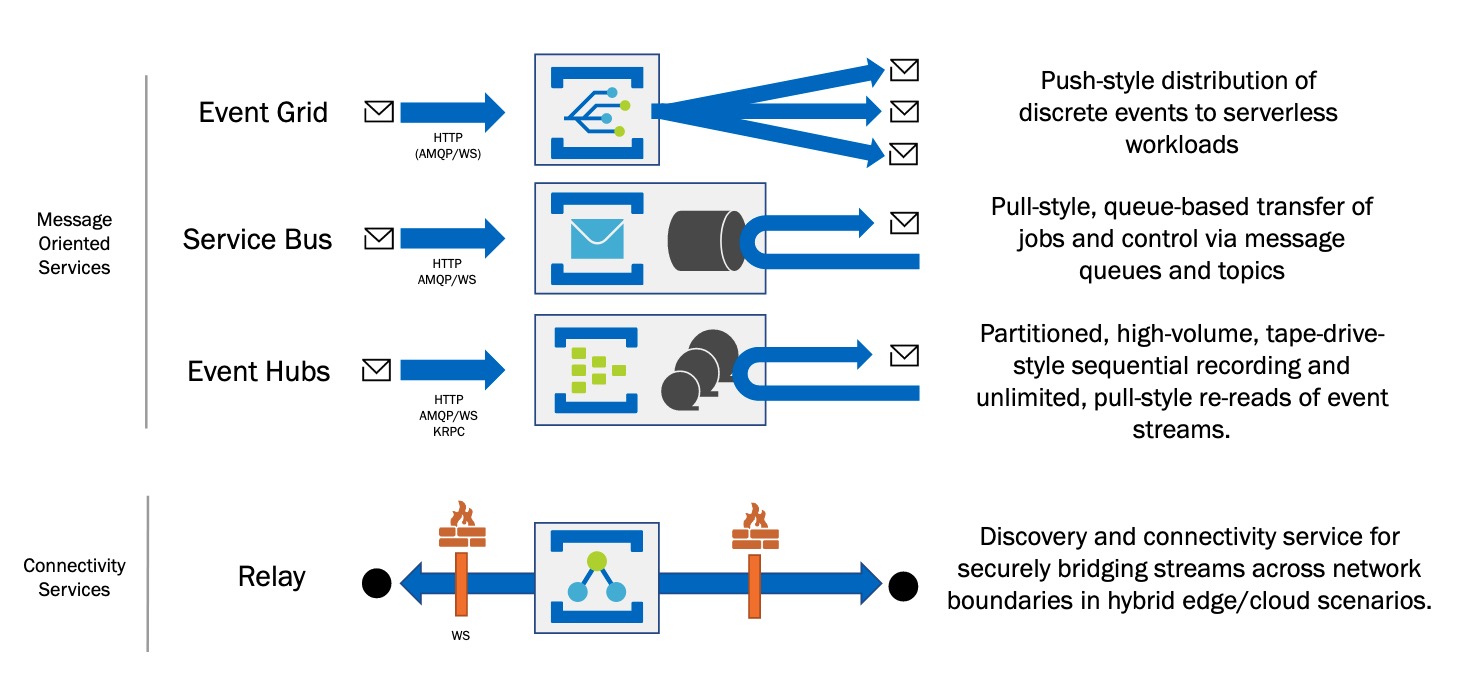 Message
Oriented
Services
Event Grid
HTTP
(AMQP/WS)
Push-style distribution of
discrete events to serverless
workloads
Service Bus
HTTP
AMQP/WS
Pull-style, queue-based transfer of
jobs and control via message
queues and topics
Event Hubs
HTTP
AMQP/WS
KRPC
Partitioned, high-volume, tape-drive-
style sequential recording and
unlimited, pull-style re-reads of event
streams.
Connectivity
Services
Relay
WS
Discovery and connectivity service for
securely bridging streams across network
boundaries in hybrid edge/cloud scenarios.